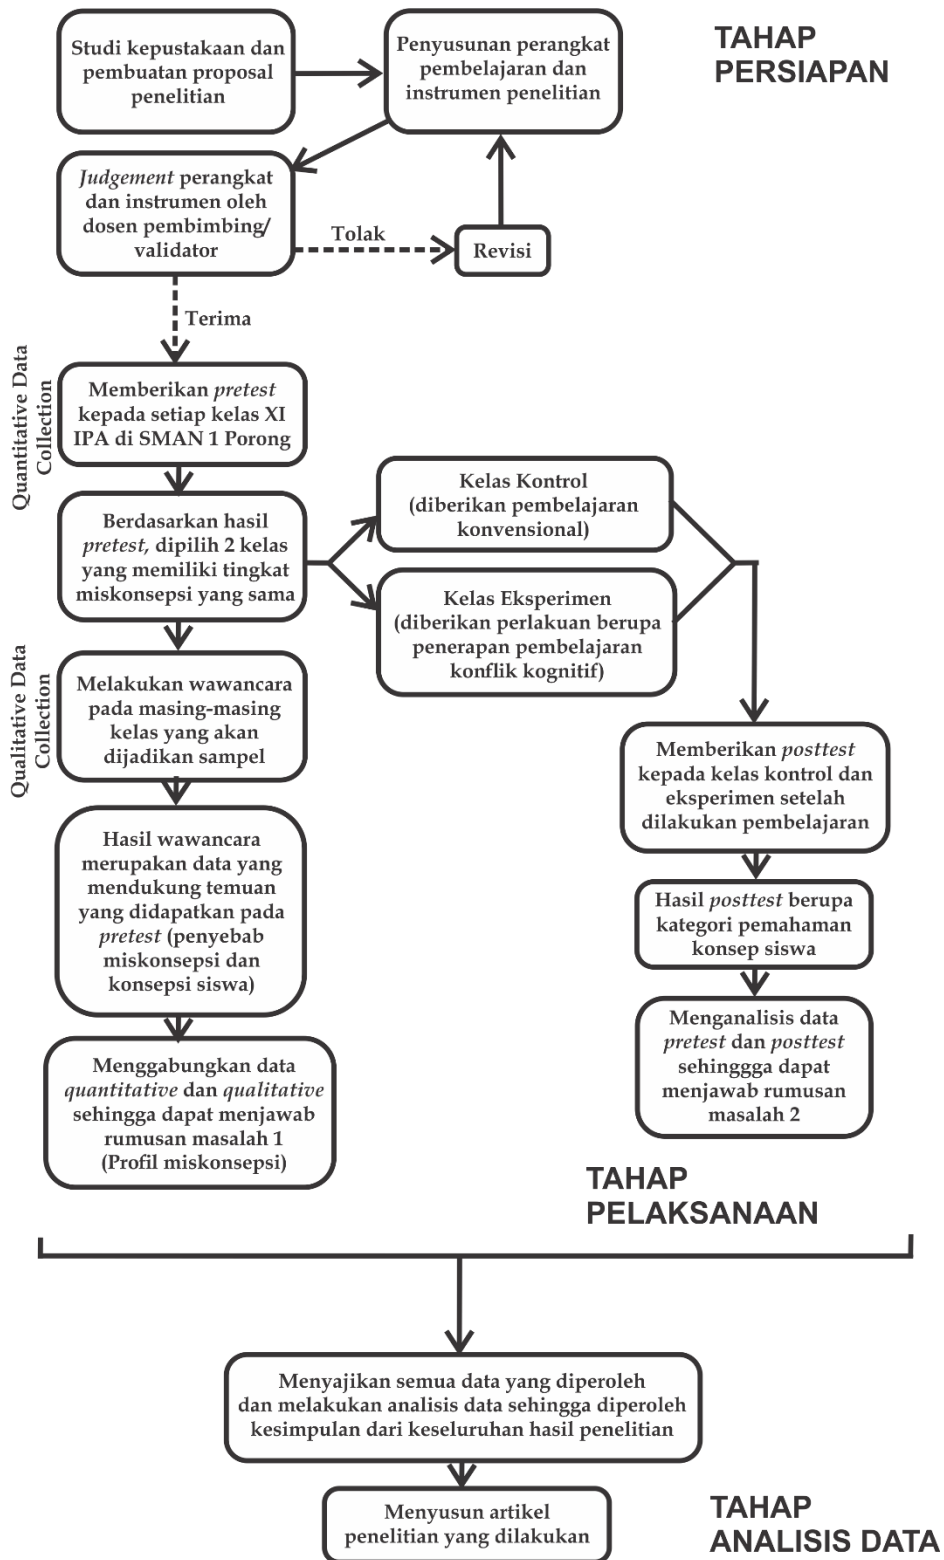 Studi kepustakaan dan
pembuatan proposal
penelitian
Penyusunan perangkat
pembelajaran dan
instrumen penelitian
TAHAP
PERSIAPAN
Judgement perangkat
dan instrumen oleh
dosen pembimbing/
validator
Tolak
Revisi
Terima
Quantitative Data
Collection
Memberikan pretest
kepada setiap kelas XI
IPA di SMAN 1 Porong
Berdasarkan hasil
pretest, dipilih 2 kelas
yang memiliki tingkat
miskonsepsi yang sama
Kelas Kontrol
(diberikan pembelajaran
konvensional)
Kelas Eksperimen
(diberikan perlakuan berupa
penerapan pembelajaran
konflik kognitif)
Qualitative Data
Collection
Melakukan wawancara
pada masing-masing
kelas yang akan
dijadikan sampel
Hasil wawancara
merupakan data yang
mendukung temuan
yang didapatkan pada
pretest (penyebab
miskonsepsi dan
konsepsi siswa)
Menggabungkan data
quantitative dan qualitative
sehingga dapat menjawab
rumusan masalah 1
(Profil miskonsepsi)
Memberikan posttest
kepada kelas kontrol dan
eksperimen setelah
dilakukan pembelajaran
Hasil posttest berupa
kategori pemahaman
konsep siswa
Menganalisis data
pretest dan posttest
sehinggga dapat
menjawab rumusan
masalah 2
TAHAP
PELAKSANAAN
Menyajikan semua data yang diperoleh
dan melakukan analisis data sehingga diperoleh
kesimpulan dari keseluruhan hasil penelitian
Menyusun artikel
penelitian yang dilakukan
TAHAP
ANALISIS DATA